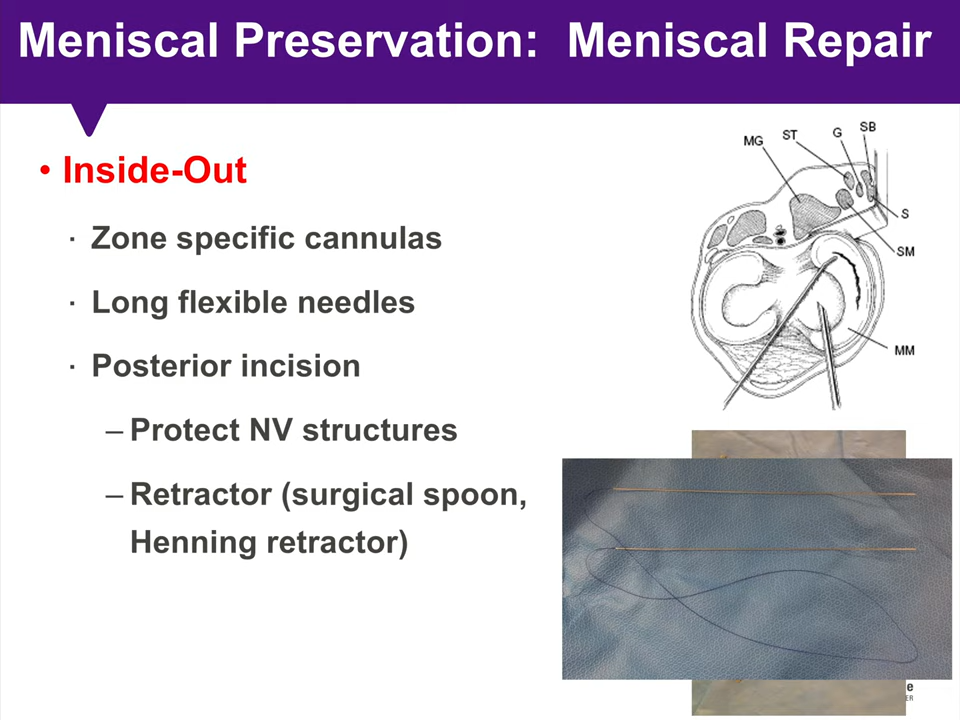 Meniscal Preservation:  Meniscal Repair
• Inside-Out
· Zone specific cannulas
· Long flexible needles
· Posterior incision
– Protect NV structures
– Retractor (surgical spoon,
Henning retractor)
MG
ST
G
SB
S
SM
MM